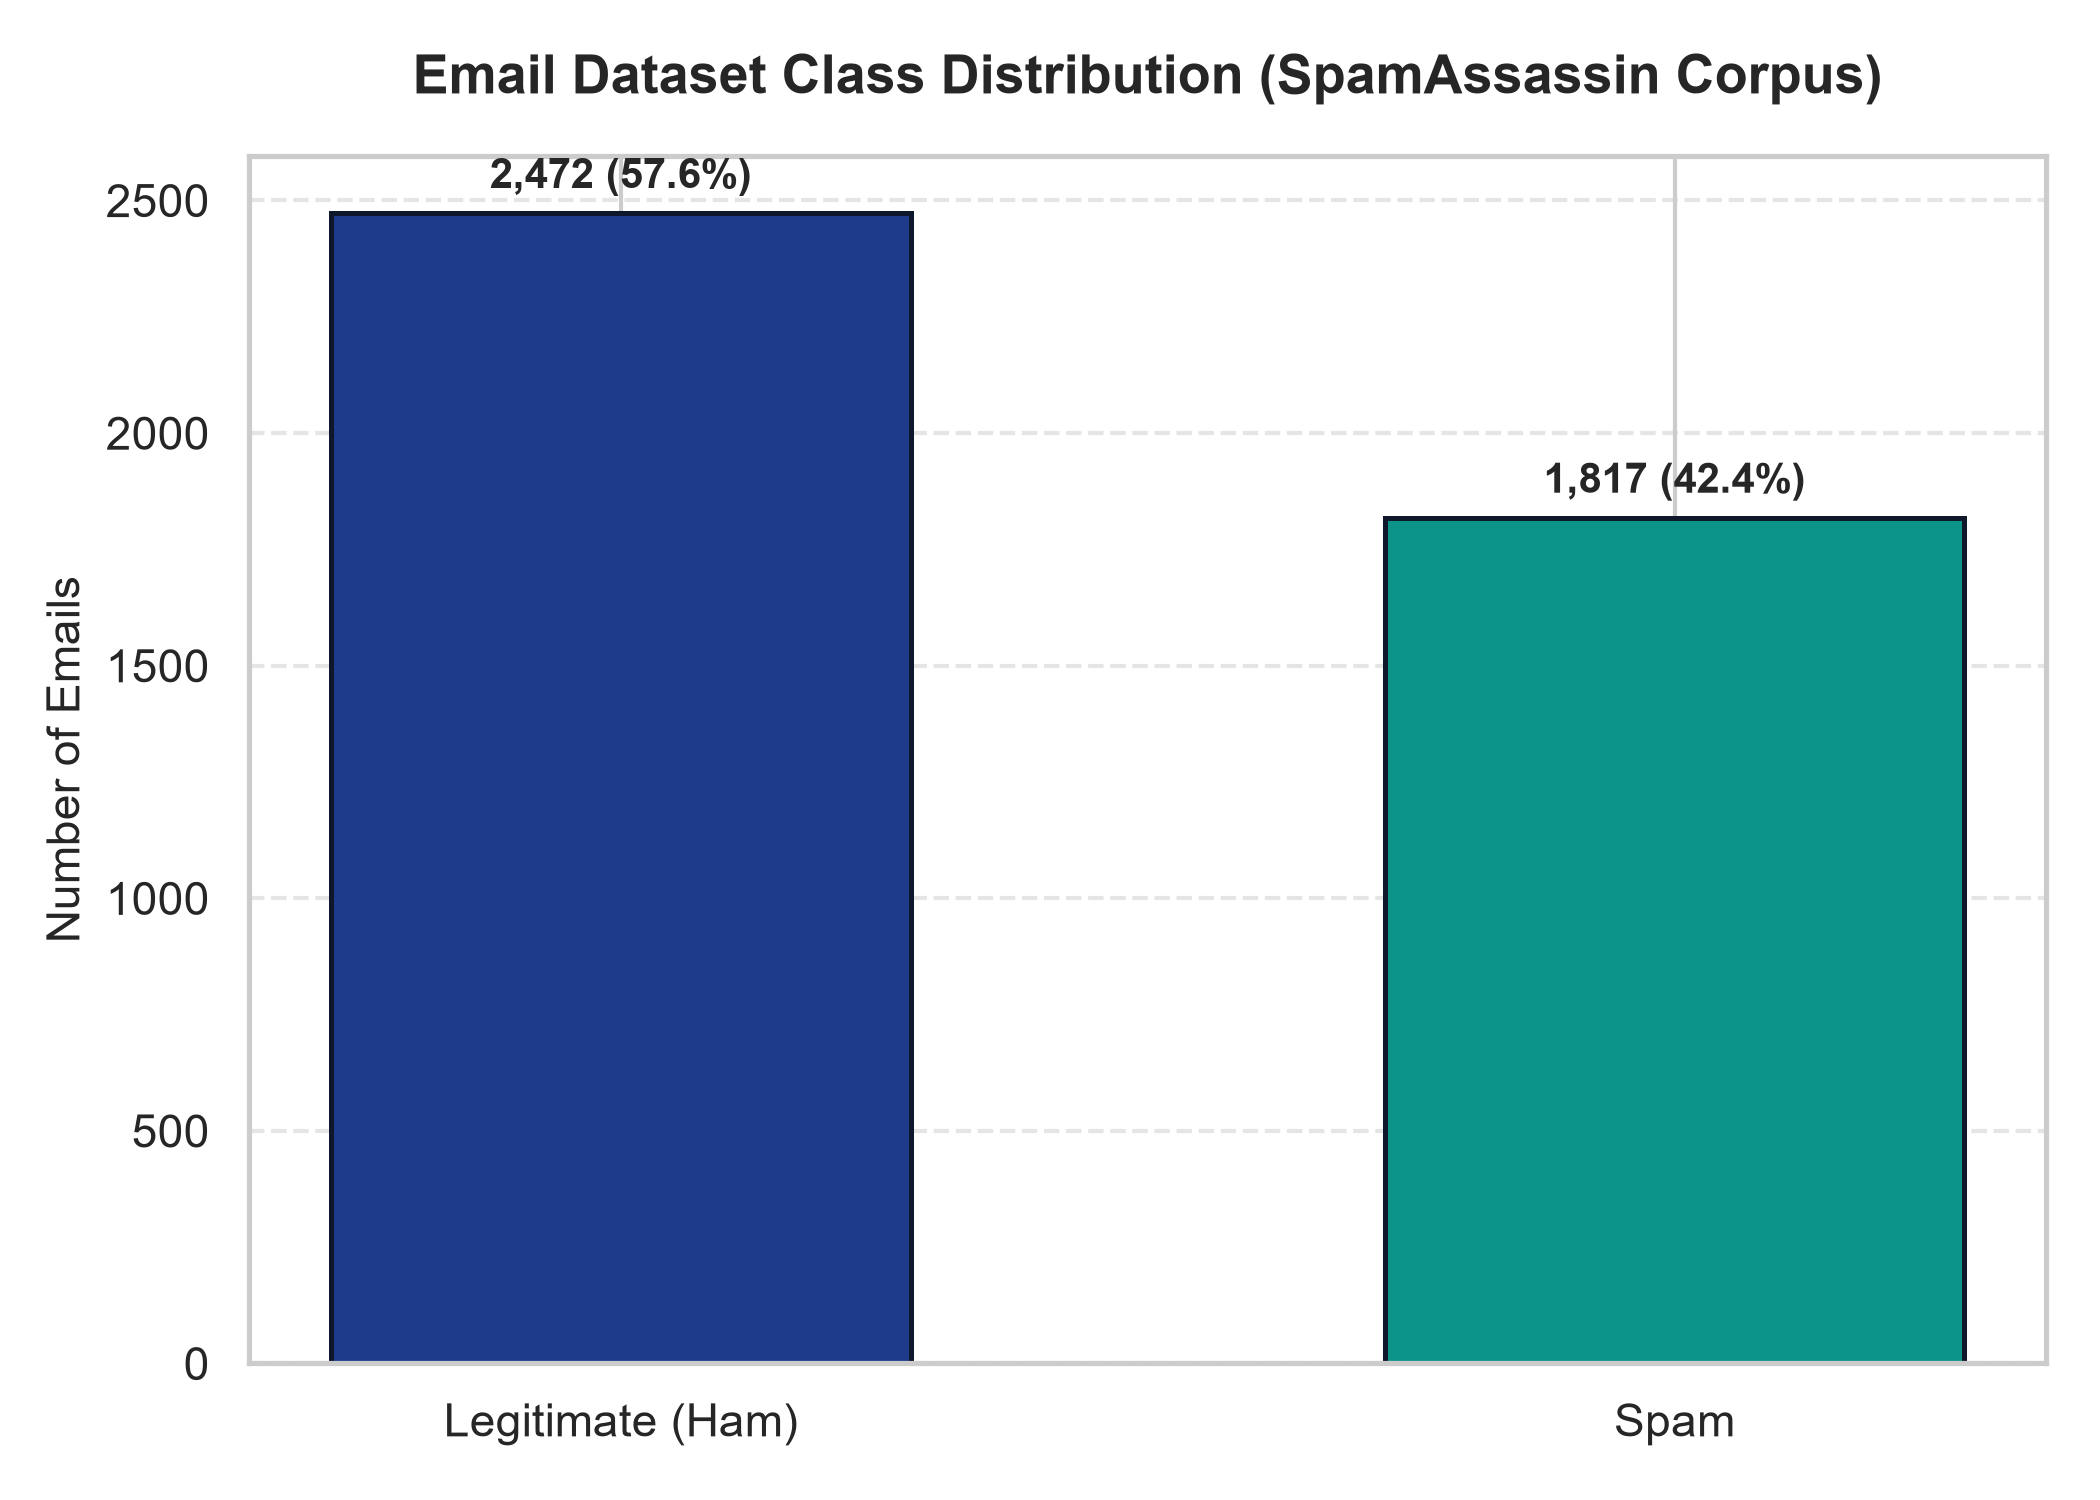 Email Dataset Class Distribution (SpamAssassin Corpus)
2,472 (57.6%)
2500
2000
1,817 (42.4%)
1500
1000
500
0
Number of Emails
Legitimate (Ham)
Spam